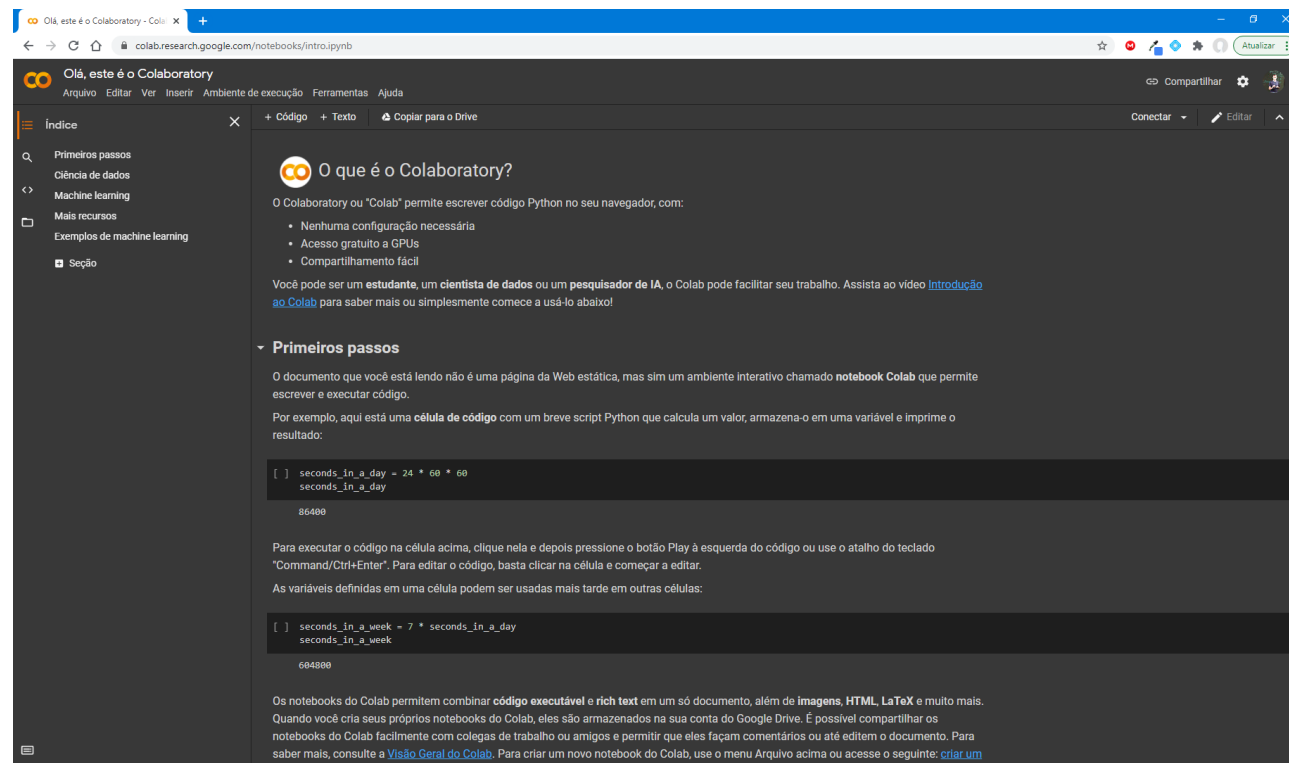 Olá, este é o Colaboratory - Cola
colab.research.google.com/notebooks/intro.ipynb
Atualizar
Olá, este é o Colaboratory
Arquivo Editar Ver Inserir Ambiente de execução Ferramentas Ajuda
Compartilhar
Índice
+ Código + Texto Copiar para o Drive
Conectar
Editar
Primeiros passos
Ciência de dados
Machine learning
Mais recursos
Exemplos de machine learning
Seção
O que é o Colaboratory?
O Colaboratory ou "Colab" permite escrever código Python no seu navegador, com:
• Nenhuma configuração necessária
• Acesso gratuito a GPUs
• Compartilhamento fácil
Você pode ser um estudante, um cientista de dados ou um pesquisador de IA, o Colab pode facilitar seu trabalho. Assista ao vídeo Introdução
ao Colab para saber mais ou simplesmente comece a usá-lo abaixo!
Primeiros passos
O documento que você está lendo não é uma página da Web estática, mas sim um ambiente interativo chamado notebook Colab que permite
escrever e executar código.
Por exemplo, aqui está uma célula de código com um breve script Python que calcula um valor, armazena-o em uma variável e imprime o
resultado:
[ ] seconds_in_a_day = 24 * 60 * 60
seconds_in_a_day
86400
Para executar o código na célula acima, clique nela e depois pressione o botão Play à esquerda do código ou use o atalho do teclado
"Command/Ctrl+Enter". Para editar o código, basta clicar na célula e começar a editar.
As variáveis definidas em uma célula podem ser usadas mais tarde em outras células:
[ ] seconds_in_a_week = 7 * seconds_in_a_day
seconds_in_a_week
604800
Os notebooks do Colab permitem combinar código executável e rich text em um só documento, além de imagens, HTML, LaTeX e muito mais.
Quando você cria seus próprios notebooks do Colab, eles são armazenados na sua conta do Google Drive. É possível compartilhar os
notebooks do Colab facilmente com colegas de trabalho ou amigos e permitir que eles façam comentários ou até editem o documento. Para
saber mais, consulte a Visão Geral do Colab. Para criar um novo notebook do Colab, use o menu Arquivo acima ou acesse o seguinte: criar um